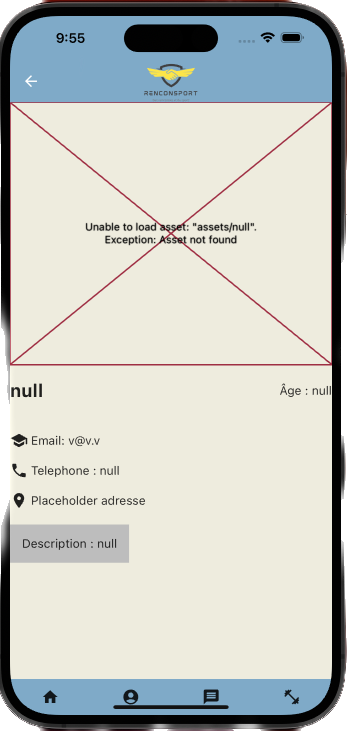 9:55
RENCONSPORT
Unable to load asset: "assets/null".
Exception: Asset not found
null
Âge : null
Email: v@v.v
Telephone : null
Placeholder adresse
Description : null